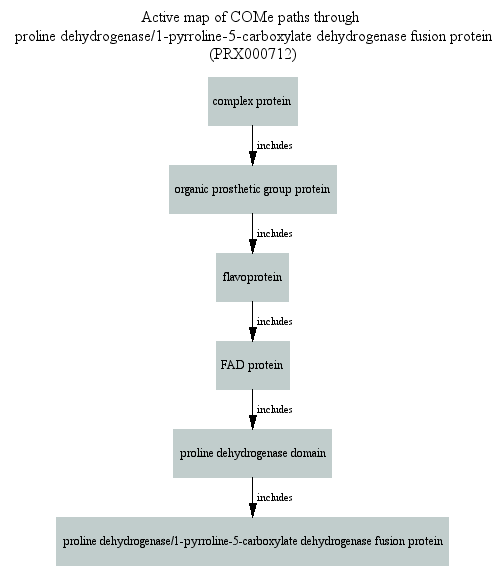 Active map of COMe paths through
proline dehydrogenase/1-pyrroline-5-carboxylate dehydrogenase fusion protein
(PRX000712)
complex protein
includes
organic prosthetic group protein
includes
flavoprotein
includes
FAD protein
includes
proline dehydrogenase domain
includes
proline dehydrogenase/1-pyrroline-5-carboxylate dehydrogenase fusion protein